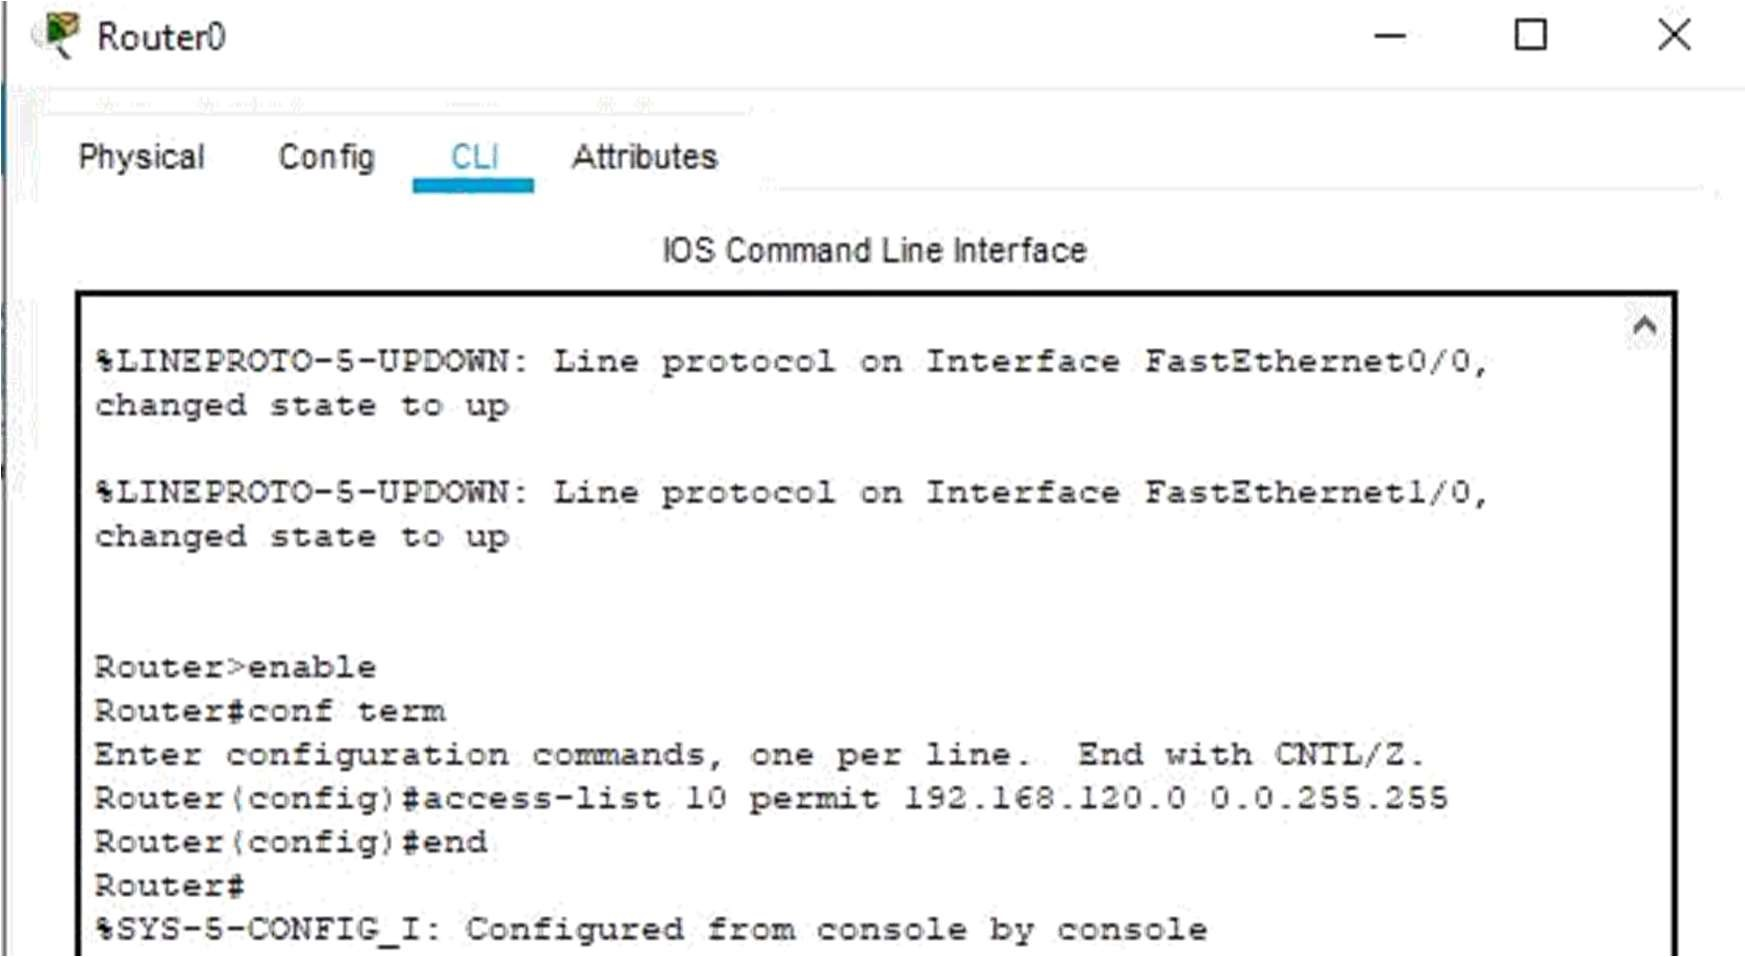 Router0
Physical Config CLI Attributes
IOS Command Line Interface
%LINEPROTO-5-UPDOWN: Line protocol on Interface FastEthernet0/0,
changed state to up
%LINEPROTO-5-UPDOWN: Line protocol on Interface FastEthernet1/0,
changed state to up
Router>enable
Router#conf term
Enter configuration commands, one per line.  End with CNTL/Z.
Router(config)#access-list 10 permit 192.168.120.0 0.0.255.255
Router(config)#end
Router#
%SYS-5-CONFIG_I: Configured from console by console